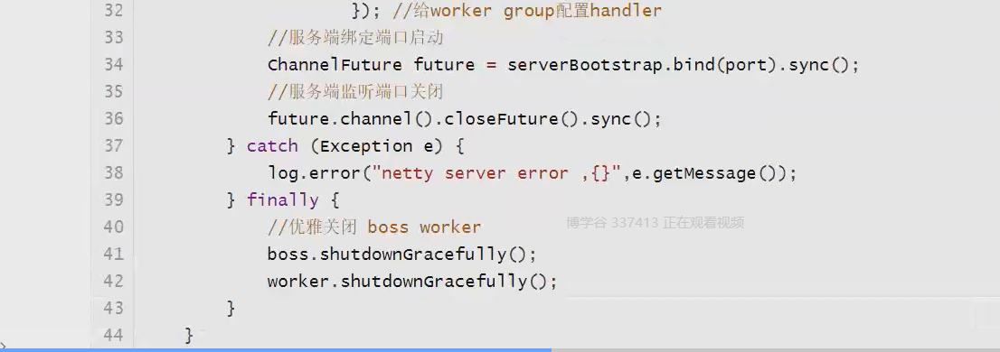 32 }); //给worker group配置handler
33 //服务端绑定端口启动
34 ChannelFuture future = serverBootstrap.bind(port).sync();
35 //服务端监听端口关闭
36 future.channel().closeFuture().sync();
37 } catch (Exception e) {
38 log.error("netty server error ,{}",e.getMessage());
39 } finally {
40 //优雅关闭 boss worker
博学谷 337413 正在观看视频
41 boss.shutdownGracefully();
42 worker.shutdownGracefully();
43 }
44 }